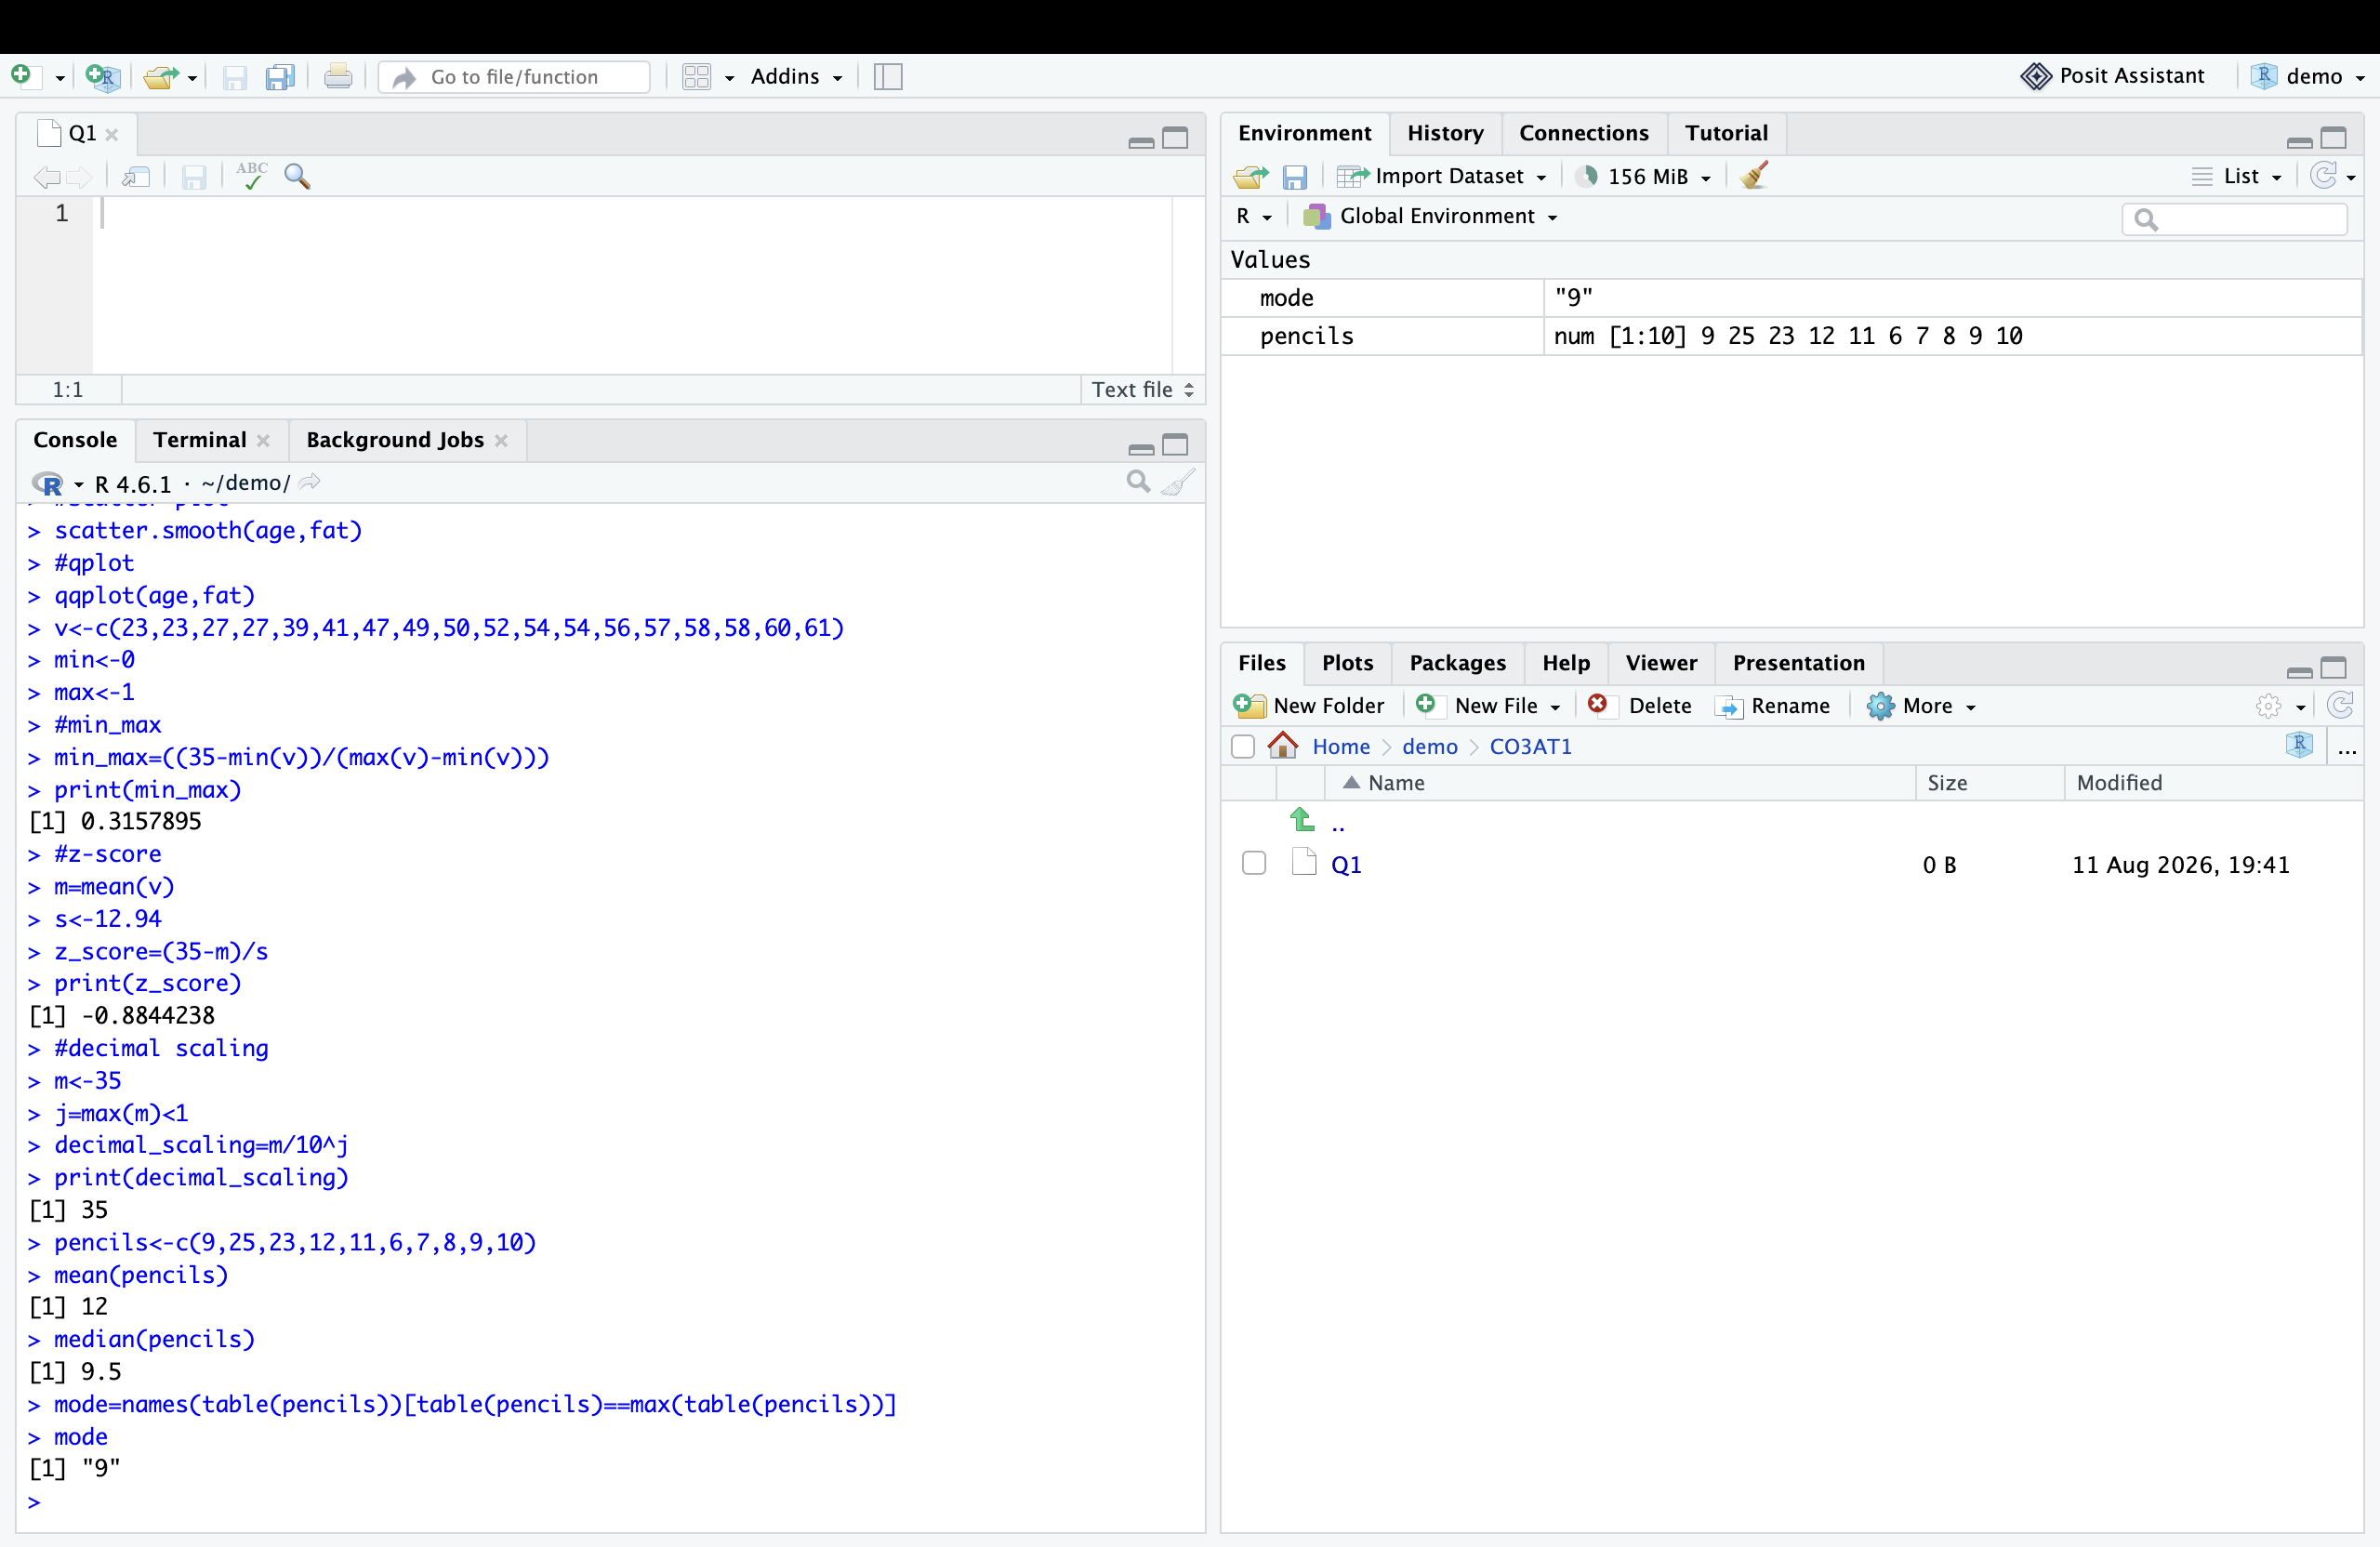 Go to file/function
Addins
Posit Assistant
demo
Q1
ABC
1
1:1
Text file
Console
Terminal
Background Jobs
R 4.6.1 · ~/demo/
> #scatter plot
> scatter.smooth(age,fat)
> #qplot
> qqplot(age,fat)
> v<-c(23,23,27,27,39,41,47,49,50,52,54,54,56,57,58,58,60,61)
> min<-0
> max<-1
> #min_max
> min_max=((35-min(v))/(max(v)-min(v)))
> print(min_max)
[1] 0.3157895
> #z-score
> m=mean(v)
> s<-12.94
> z_score=(35-m)/s
> print(z_score)
[1] -0.8844238
> #decimal scaling
> m<-35
> j=max(m)<1
> decimal_scaling=m/10^j
> print(decimal_scaling)
[1] 35
> pencils<-c(9,25,23,12,11,6,7,8,9,10)
> mean(pencils)
[1] 12
> median(pencils)
[1] 9.5
> mode=names(table(pencils))[table(pencils)==max(table(pencils))]
> mode
[1] "9"
>
Environment
History
Connections
Tutorial
Import Dataset
156 MiB
List
R
Global Environment
Values
mode "9"
pencils num [1:10] 9 25 23 12 11 6 7 8 9 10
Files
Plots
Packages
Help
Viewer
Presentation
New Folder
New File
Delete
Rename
More
Home
demo
CO3AT1
...
Name Size Modified
..
Q1 0 B 11 Aug 2026, 19:41